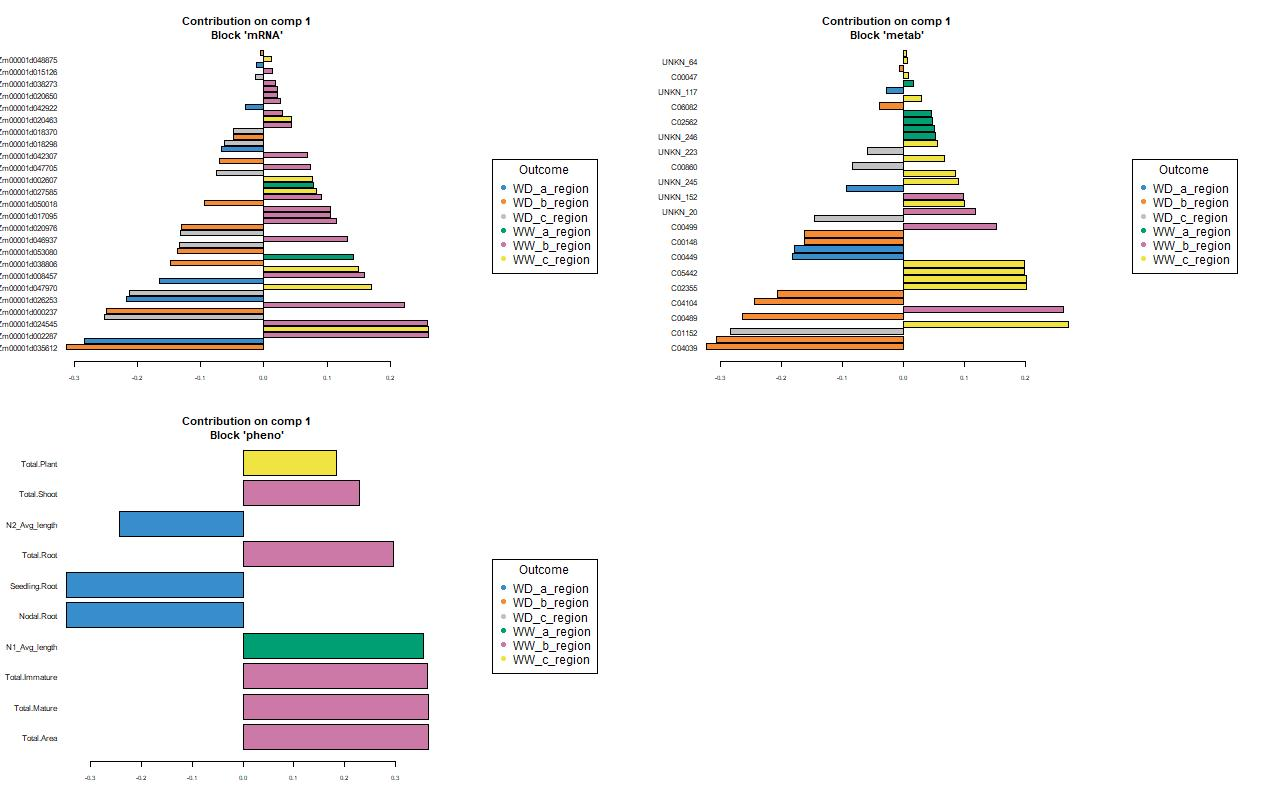 Contribution on comp 1
Block 'mRNA'
Zm00001d048875
Zm00001d015126
Zm00001d038273
Zm00001d020650
Zm00001d042922
Zm00001d020463
Zm00001d018370
Zm00001d018298
Zm00001d042307
Zm00001d047705
Zm00001d002607
Zm00001d027585
Zm00001d050018
Zm00001d017095
Zm00001d020976
Zm00001d046937
Zm00001d053080
Zm00001d038806
Zm00001d008457
Zm00001d047970
Zm00001d026253
Zm00001d000237
Zm00001d024545
Zm00001d002287
Zm00001d035612
-0.3 -0.2 -0.1 0.0 0.1 0.2
Outcome
WD_a_region
WD_b_region
WD_c_region
WW_a_region
WW_b_region
WW_c_region
Contribution on comp 1
Block 'metab'
UNKN_64
C00047
UNKN_117
C06082
C02562
UNKN_246
UNKN_223
C00860
UNKN_245
UNKN_152
UNKN_20
C00499
C00148
C00449
C05442
C02355
C04104
C00489
C01152
C04039
-0.3 -0.2 -0.1 0.0 0.1 0.2
Outcome
WD_a_region
WD_b_region
WD_c_region
WW_a_region
WW_b_region
WW_c_region
Contribution on comp 1
Block 'pheno'
Total.Plant
Total.Shoot
N2_Avg_length
Total.Root
Seedling.Root
Nodal.Root
N1_Avg_length
Total.Immature
Total.Mature
Total.Area
-0.3 -0.2 -0.1 0.0 0.1 0.2 0.3
Outcome
WD_a_region
WD_b_region
WD_c_region
WW_a_region
WW_b_region
WW_c_region